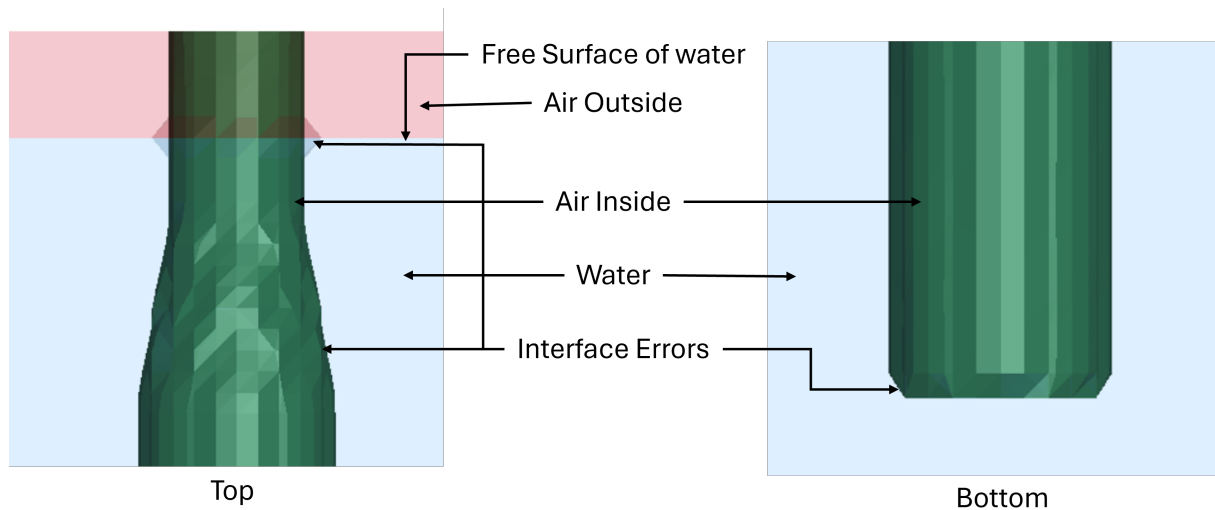 Free Surface of water
Air Outside
Air Inside
Water
Interface Errors
Top
Bottom